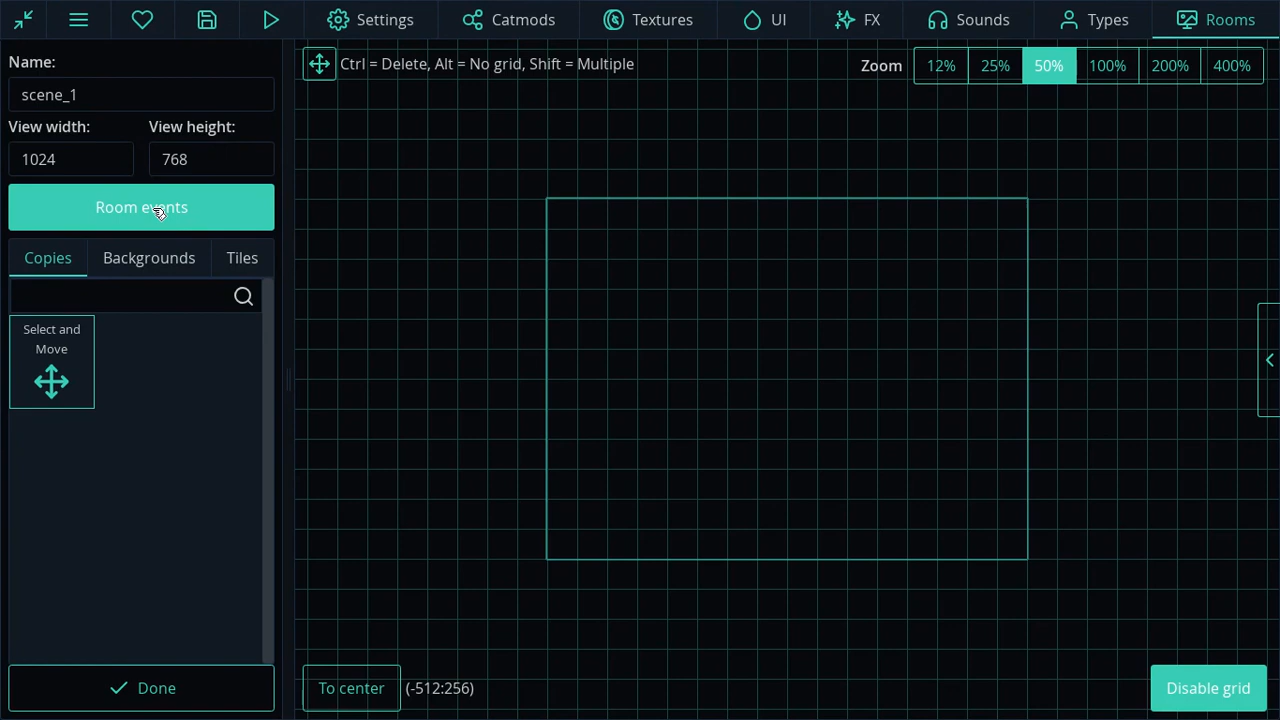 Settings
Catmods
Textures
UI
FX
Sounds
Types
Rooms
Name:
scene_1
View width:
View height:
1024
768
Room events
Copies
Backgrounds
Tiles
Select and
Move
Done
Ctrl = Delete, Alt = No grid, Shift = Multiple
Zoom
12%
25%
50%
100%
200%
400%
To center
(-512:256)
Disable grid